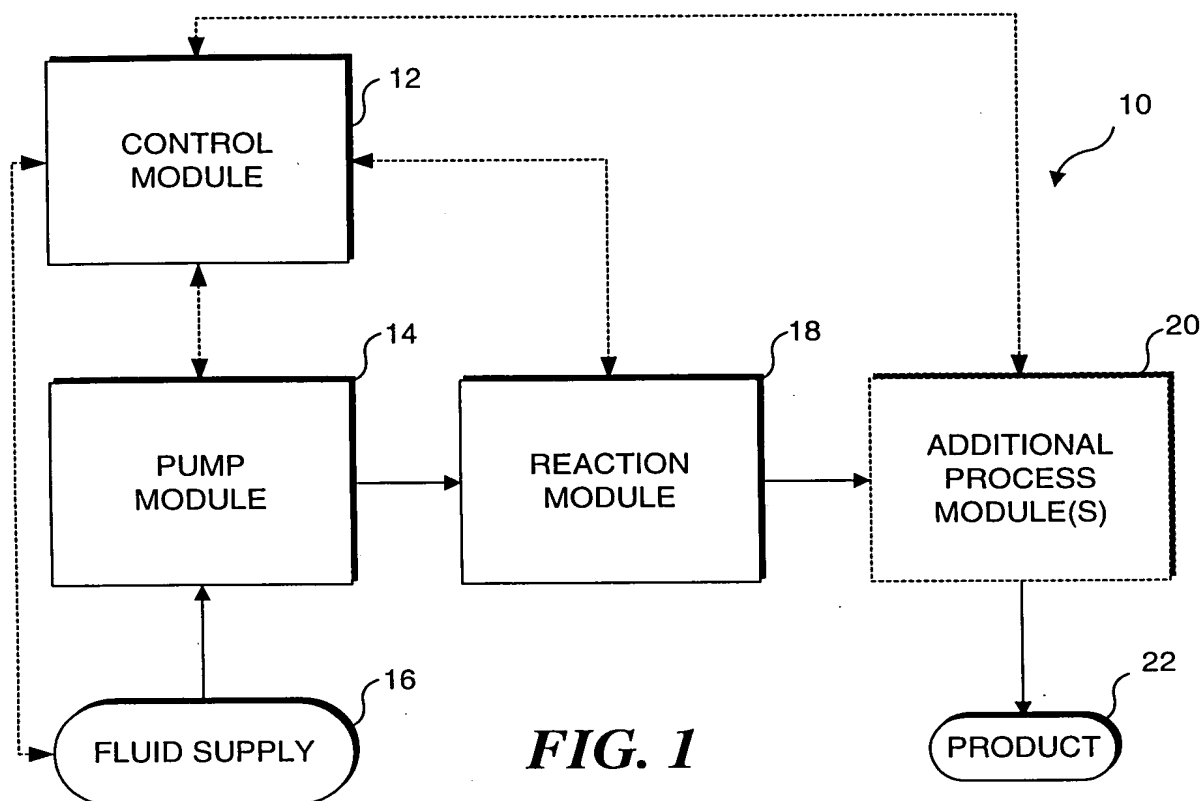 12
CONTROL
MODULE
10
14
PUMP
MODULE
18
REACTION
MODULE
20
ADDITIONAL
PROCESS
MODULE(S)
16
FLUID SUPPLY
22
PRODUCT
FIG. 1